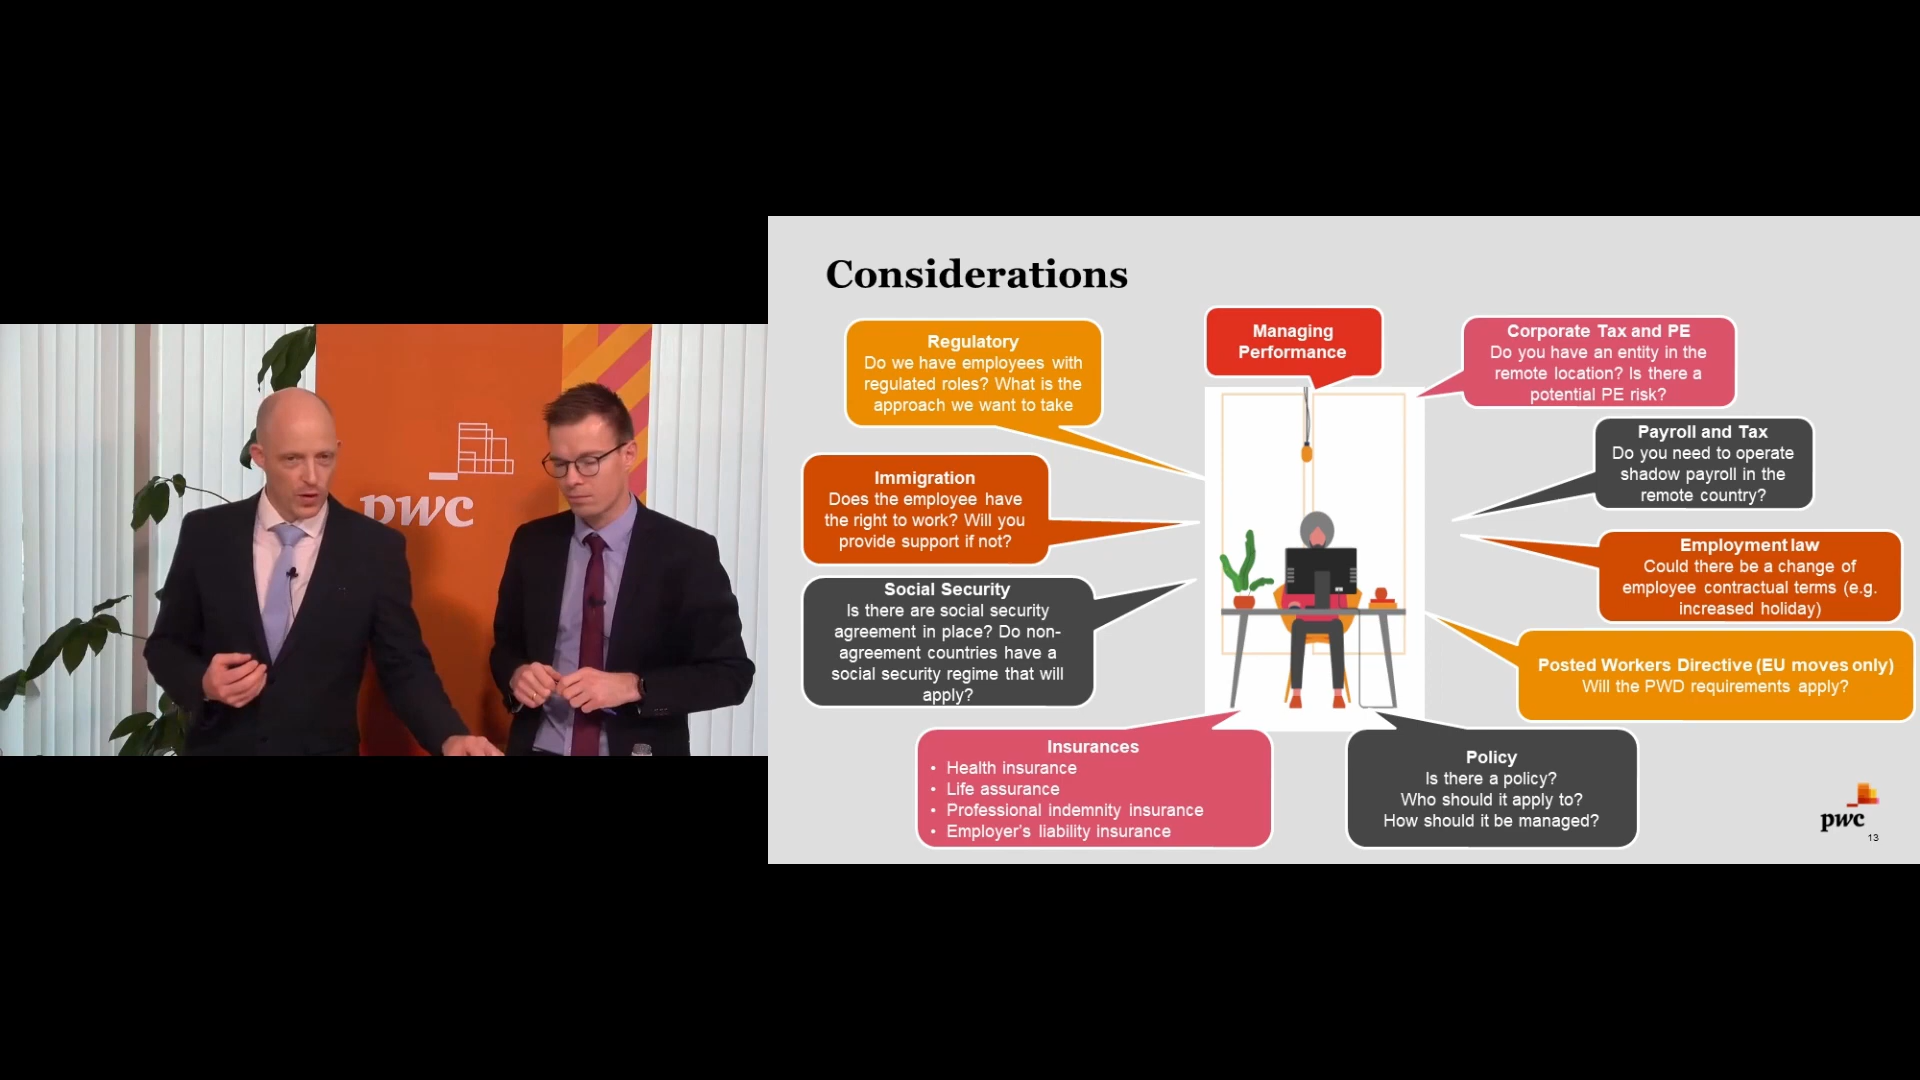 pwc
Considerations
Regulatory
Do we have employees with
regulated roles? What is the
approach we want to take
Managing
Performance
Corporate Tax and PE
Do you have an entity in the
remote location? Is there a
potential PE risk?
Immigration
Does the employee have
the right to work? Will you
provide support if not?
Payroll and Tax
Do you need to operate
shadow payroll in the
remote country?
Social Security
Is there are social security
agreement in place? Do non-
agreement countries have a
social security regime that will
apply?
Employment law
Could there be a change of
employee contractual terms (e.g.
increased holiday)
Posted Workers Directive (EU moves only)
Will the PWD requirements apply?
Insurances
• Health insurance
• Life assurance
• Professional indemnity insurance
• Employer’s liability insurance
Policy
Is there a policy?
Who should it apply to?
How should it be managed?
pwc
13